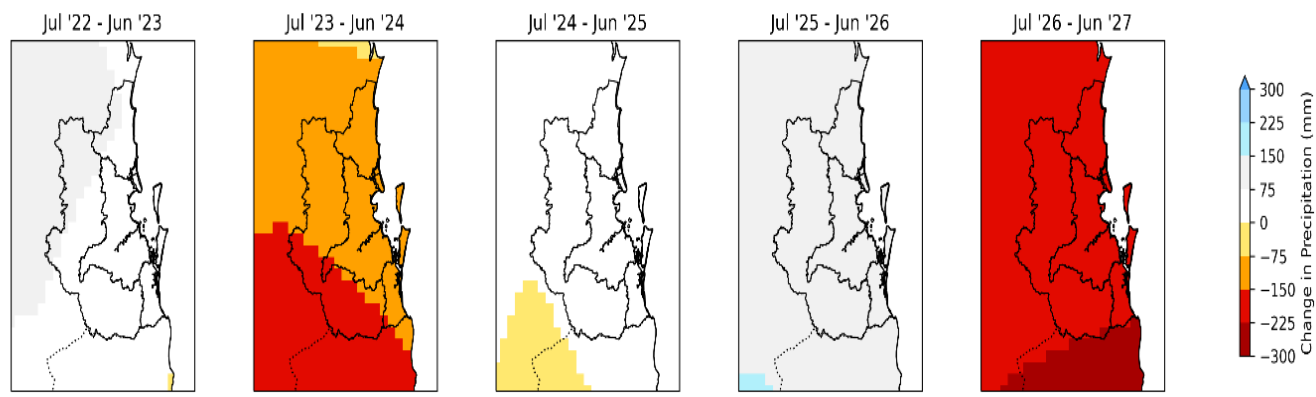 Jul '22 - Jun '23
Jul '23 - Jun '24
Jul '24 - Jun '25
Jul '25 - Jun '26
Jul '26 - Jun '27
300
225
150
75
0
−75
−150
−225
−300
Change in Precipitation (mm)